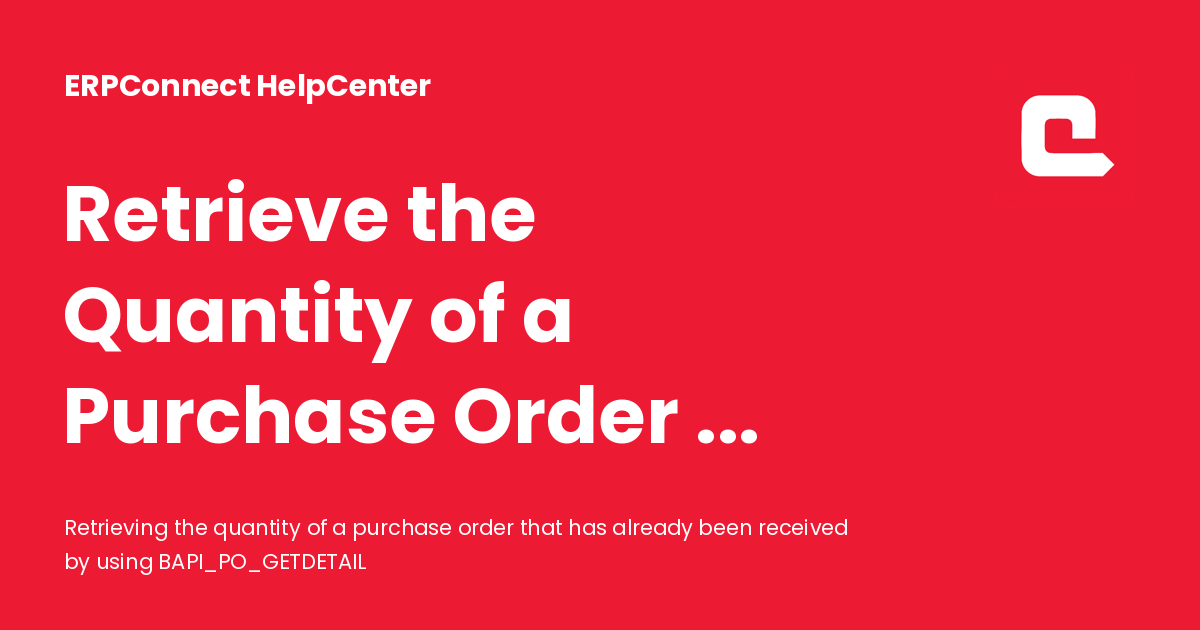 ERPConnect HelpCenter
Retrieve the
Quantity of a
Purchase Order ...
Retrieving the quantity of a purchase order that has already been received
by using BAPI_PO_GETDETAIL